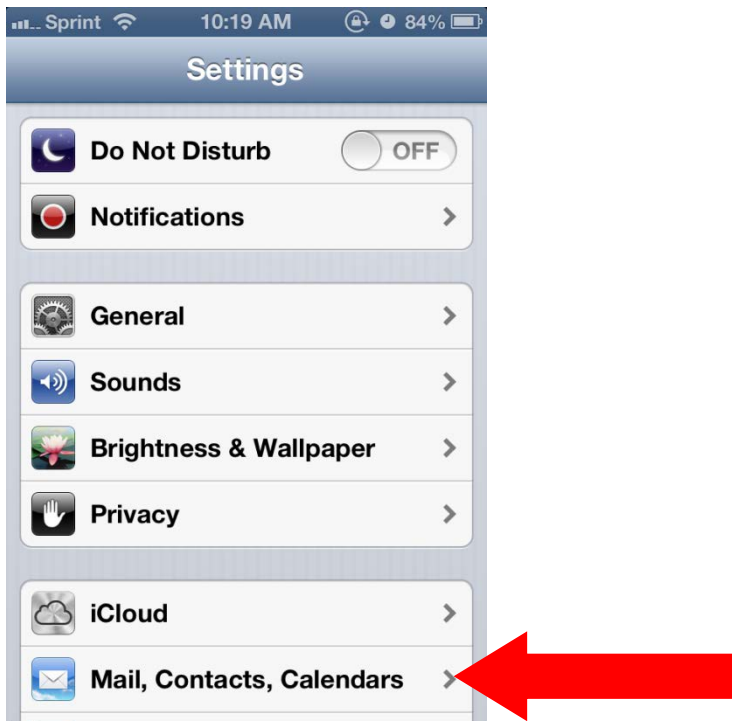 Sprint 10:19 AM 84%
Settings
Do Not Disturb OFF
Notifications
General
Sounds
Brightness & Wallpaper
Privacy
iCloud
Mail, Contacts, Calendars